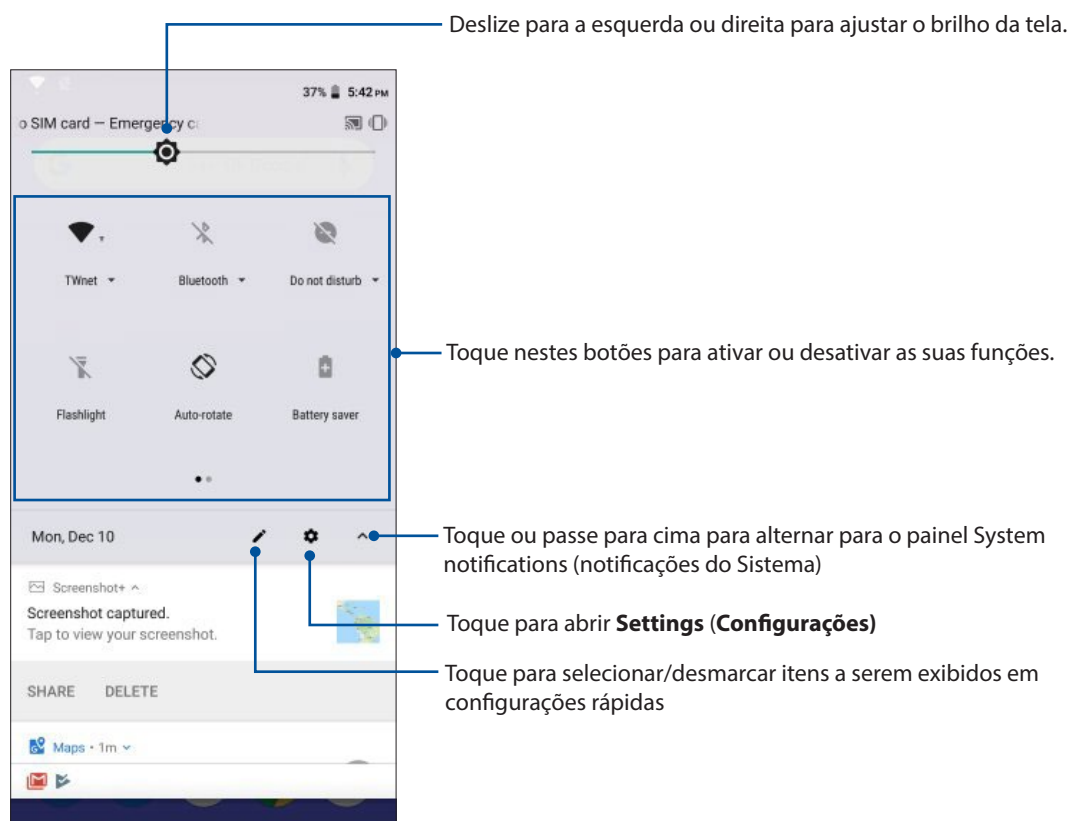 Deslize para a esquerda ou direita para ajustar o brilho da tela.
37% 5:42 PM
o SIM card — Emergency c
TWnet Bluetooth Do not disturb
Toque nestes botões para ativar ou desativar as suas funções.
Flashlight Auto-rotate Battery saver
Mon, Dec 10
Toque ou passe para cima para alternar para o painel System
notifications (notificações do Sistema)
Screenshot+
Screenshot captured.
Tap to view your screenshot.
Toque para abrir Settings (Configurações)
Toque para selecionar/desmarcar itens a serem exibidos em
configurações rápidas
SHARE DELETE
Maps • 1m